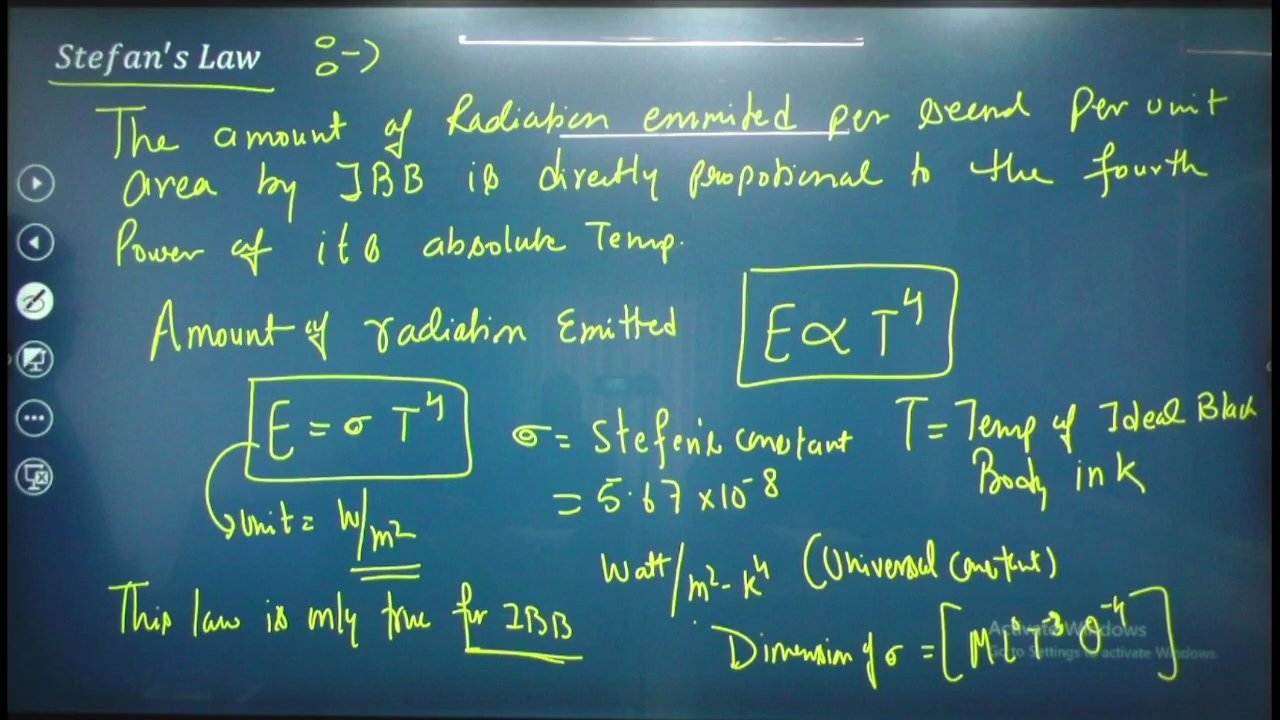 Stefan's Law :-)
The amount of Radiation emmited per second Per unit
area by IBB is directly propotional to the fourth
Power of its absolute Temp.
Amount of radiation Emitted E ∝ T⁴
E = σ T⁴
σ = Stefen's constant
= 5.67 × 10⁻⁸
Watt/m²-k⁴ (Universal constant)
T = Temp of Ideal Black
Body in k
Unit = W/m²
This law is only true for IBB
Dimension of σ = [M L⁰ T⁻³ θ⁻⁴]
Activate Windows
Go to Settings to activate Windows.